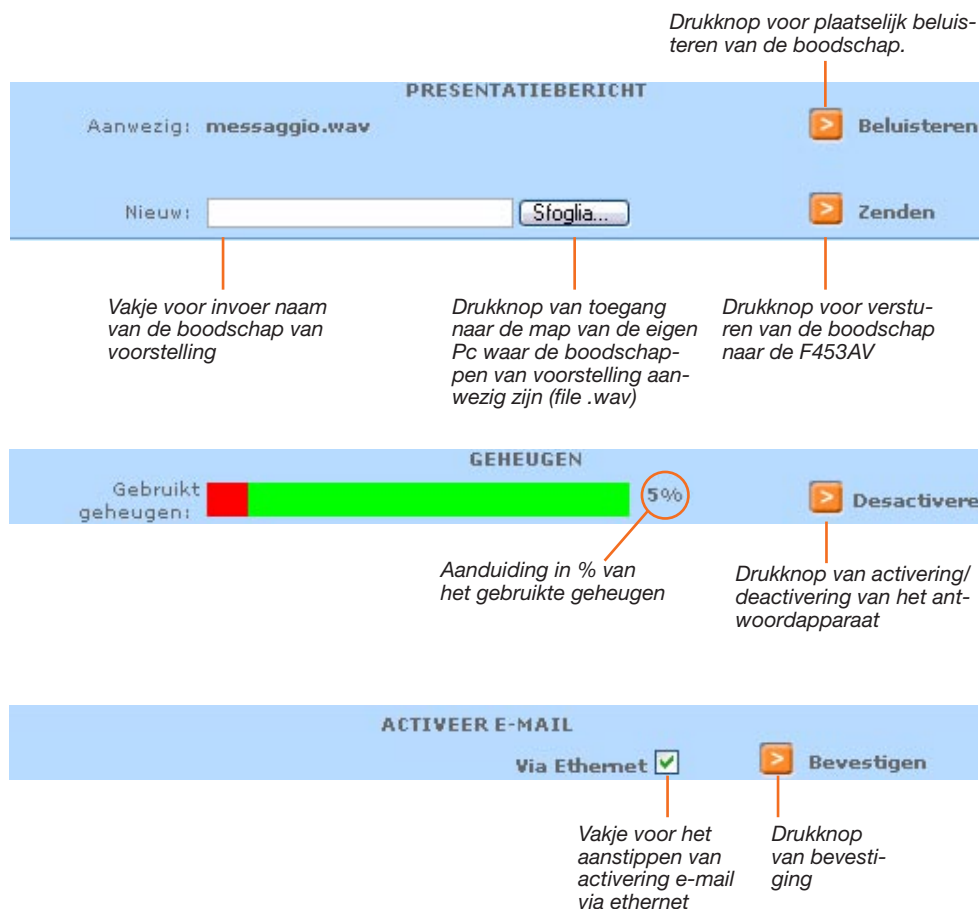 Drukknop voor plaatselijk beluis-
teren van de boodschap.
PRESENTATIEBERICHT
Aanwezig: messaggio.wav
Beluisteren
Nieuw:
Sfoglia...
Zenden
Vakje voor invoer naam
van de boodschap van
voorstelling
Drukknop van toegang
naar de map van de eigen
Pc waar de boodschap-
pen van voorstelling aan-
wezig zijn (file .wav)
Drukknop voor verstu-
ren van de boodschap
naar de F453AV
GEHEUGEN
Gebruikt
geheugen:
5%
Desactivere
Aanduiding in % van
het gebruikte geheugen
Drukknop van activering/
deactivering van het ant-
woordapparaat
ACTIVEER E-MAIL
Via Ethernet
Bevestigen
Vakje voor het
aanstippen van
activering e-mail
via ethernet
Drukknop
van bevesti-
ging